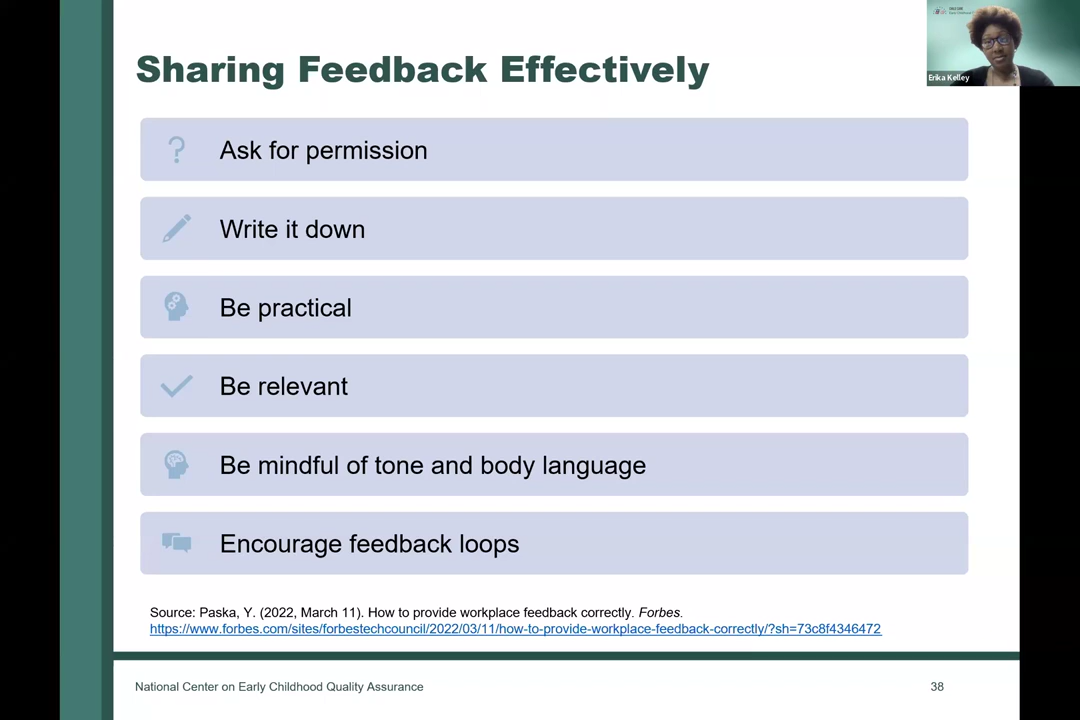 Sharing Feedback Effectively
Erika Kelley
? Ask for permission
Write it down
Be practical
Be relevant
Be mindful of tone and body language
Encourage feedback loops
Source: Paska, Y. (2022, March 11). How to provide workplace feedback correctly. Forbes.
https://www.forbes.com/sites/forbestechcouncil/2022/03/11/how-to-provide-workplace-feedback-correctly/?sh=73c8f4346472
National Center on Early Childhood Quality Assurance
38